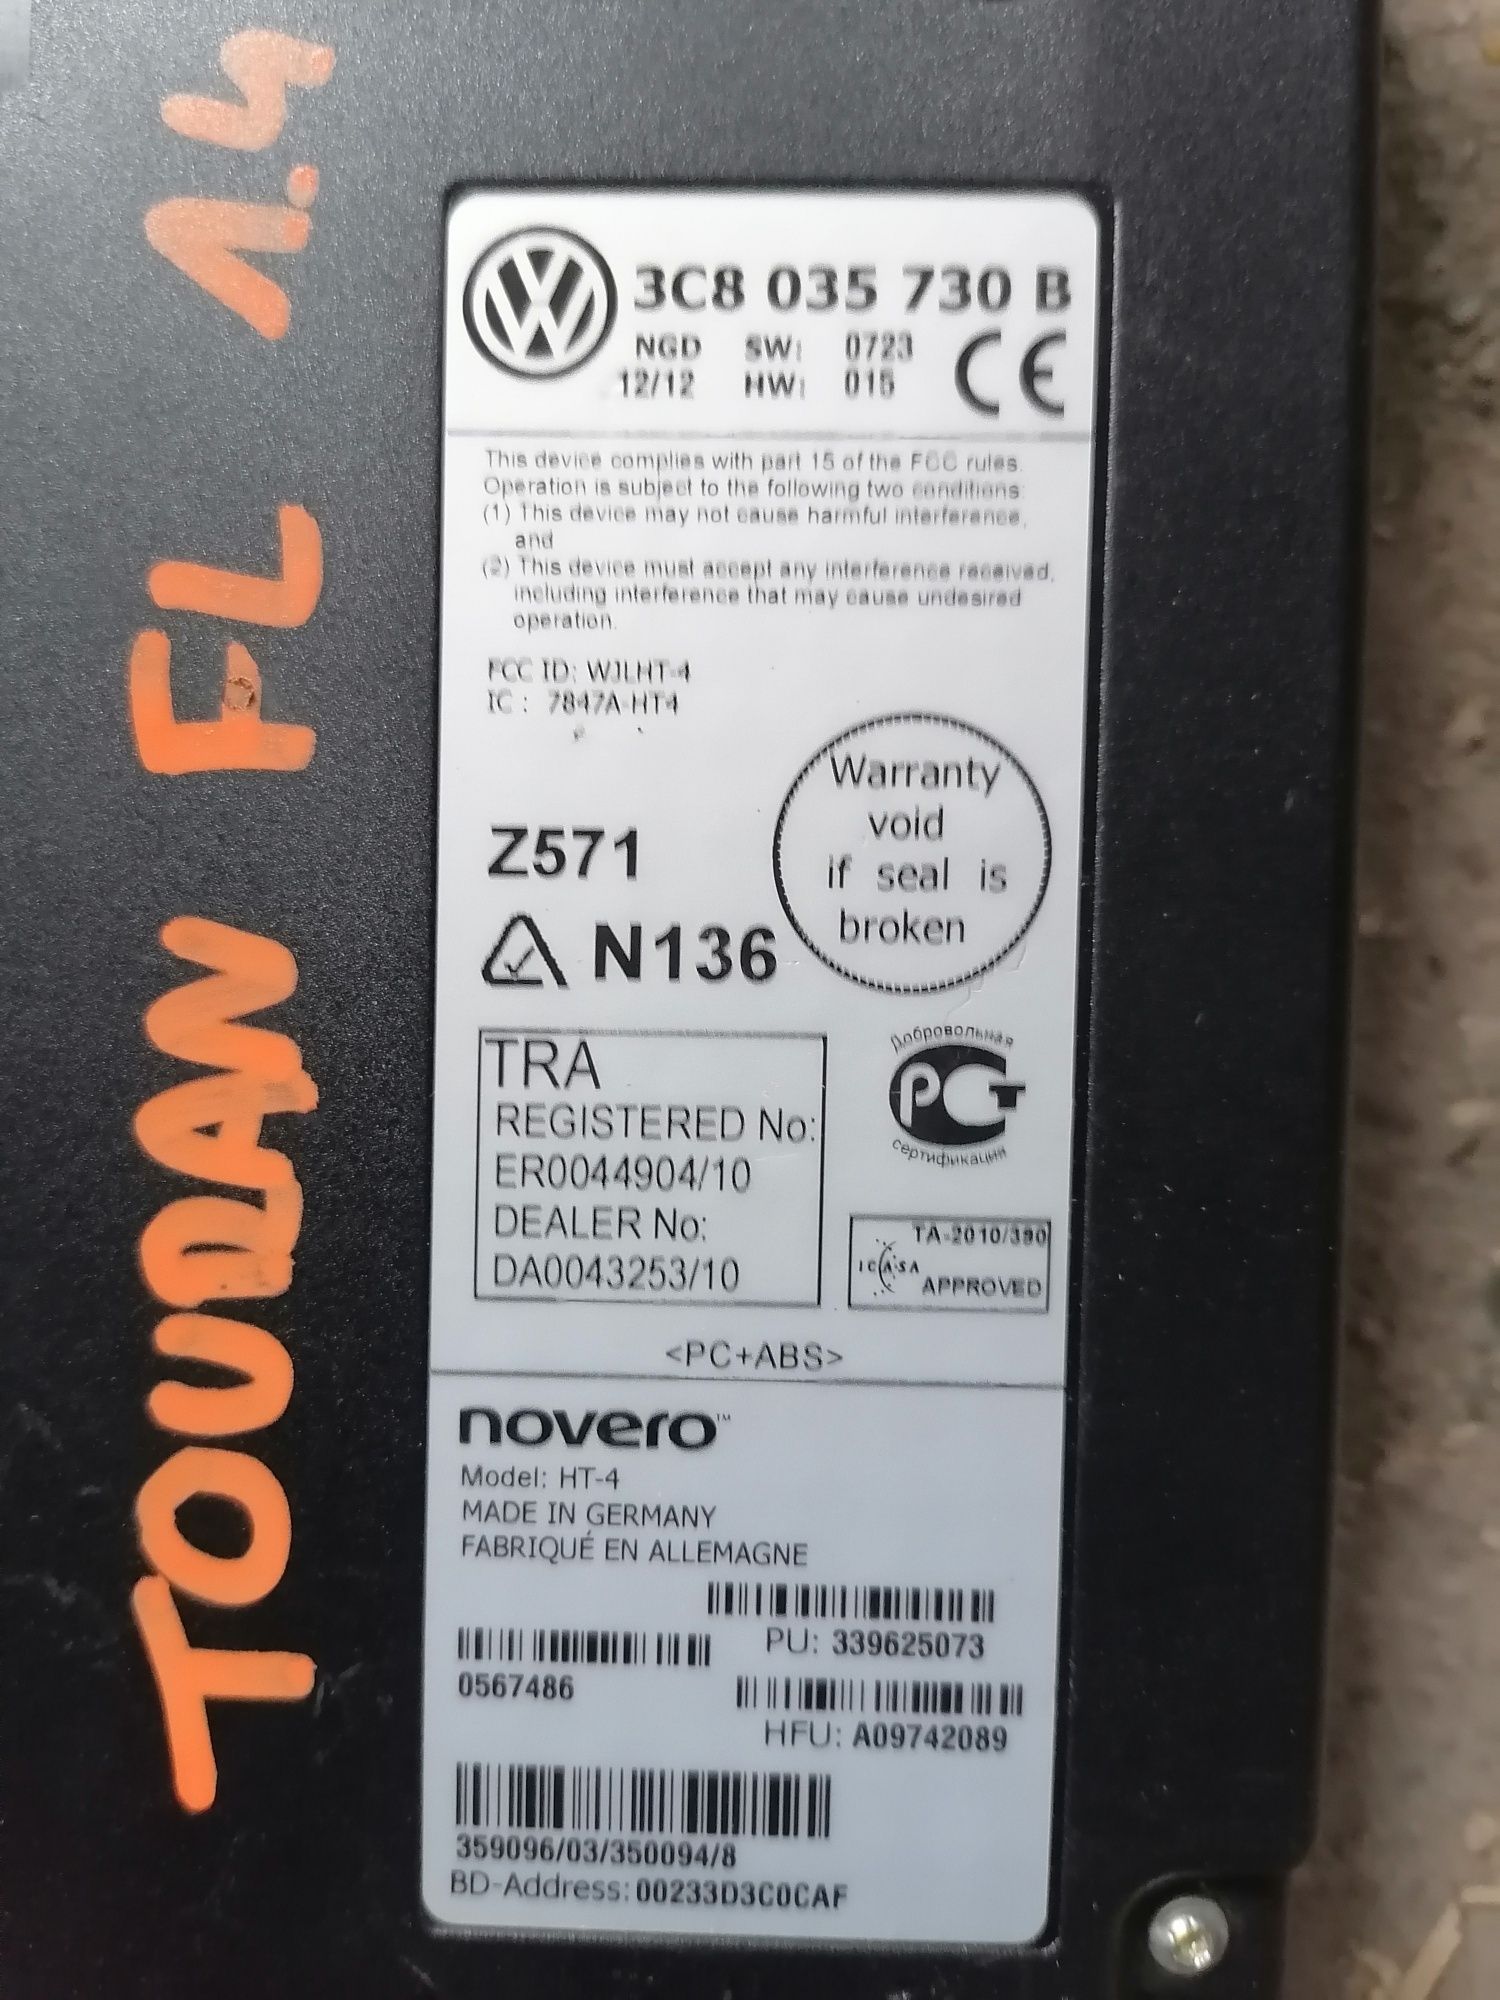 TOURAN FL 1.4
3C8 035 730 B
NGD SW: 0723
12/12 HW: 015
CE
This device complies with part 15 of the FCC rules.
Operation is subject to the following two conditions:
(1) This device may not cause harmful interference,
and
(2) This device must accept any interference received,
including interference that may cause undesired
operation.
FCC ID: WJLHT-4
IC : 7847A-HT4
Warranty
void
if seal is
broken
Z571
N136
TRA
REGISTERED No:
ER0044904/10
DEALER No:
DA0043253/10
Добровольная
РСТ
сертификация
TA-2010/390
ICASA
APPROVED
<PC+ABS>
novero™
Model: HT-4
MADE IN GERMANY
FABRIQUÉ EN ALLEMAGNE
PU: 339625073
0567486
HFU: A09742089
359096/03/350094/8
BD-Address: 00233D3C0CAF